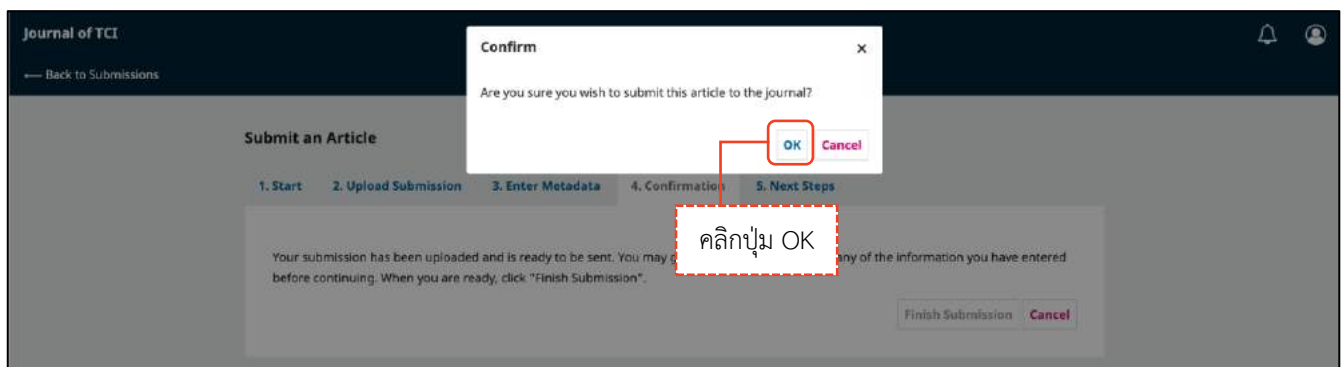 Journal of TCI
⟵ Back to Submissions
Confirm
×
Are you sure you wish to submit this article to the journal?
OK Cancel
Submit an Article
1. Start 2. Upload Submission 3. Enter Metadata 4. Confirmation 5. Next Steps
คลิกปุ่ม OK
Your submission has been uploaded and is ready to be sent. You may any of the information you have entered
before continuing. When you are ready, click "Finish Submission".
Finish Submission Cancel